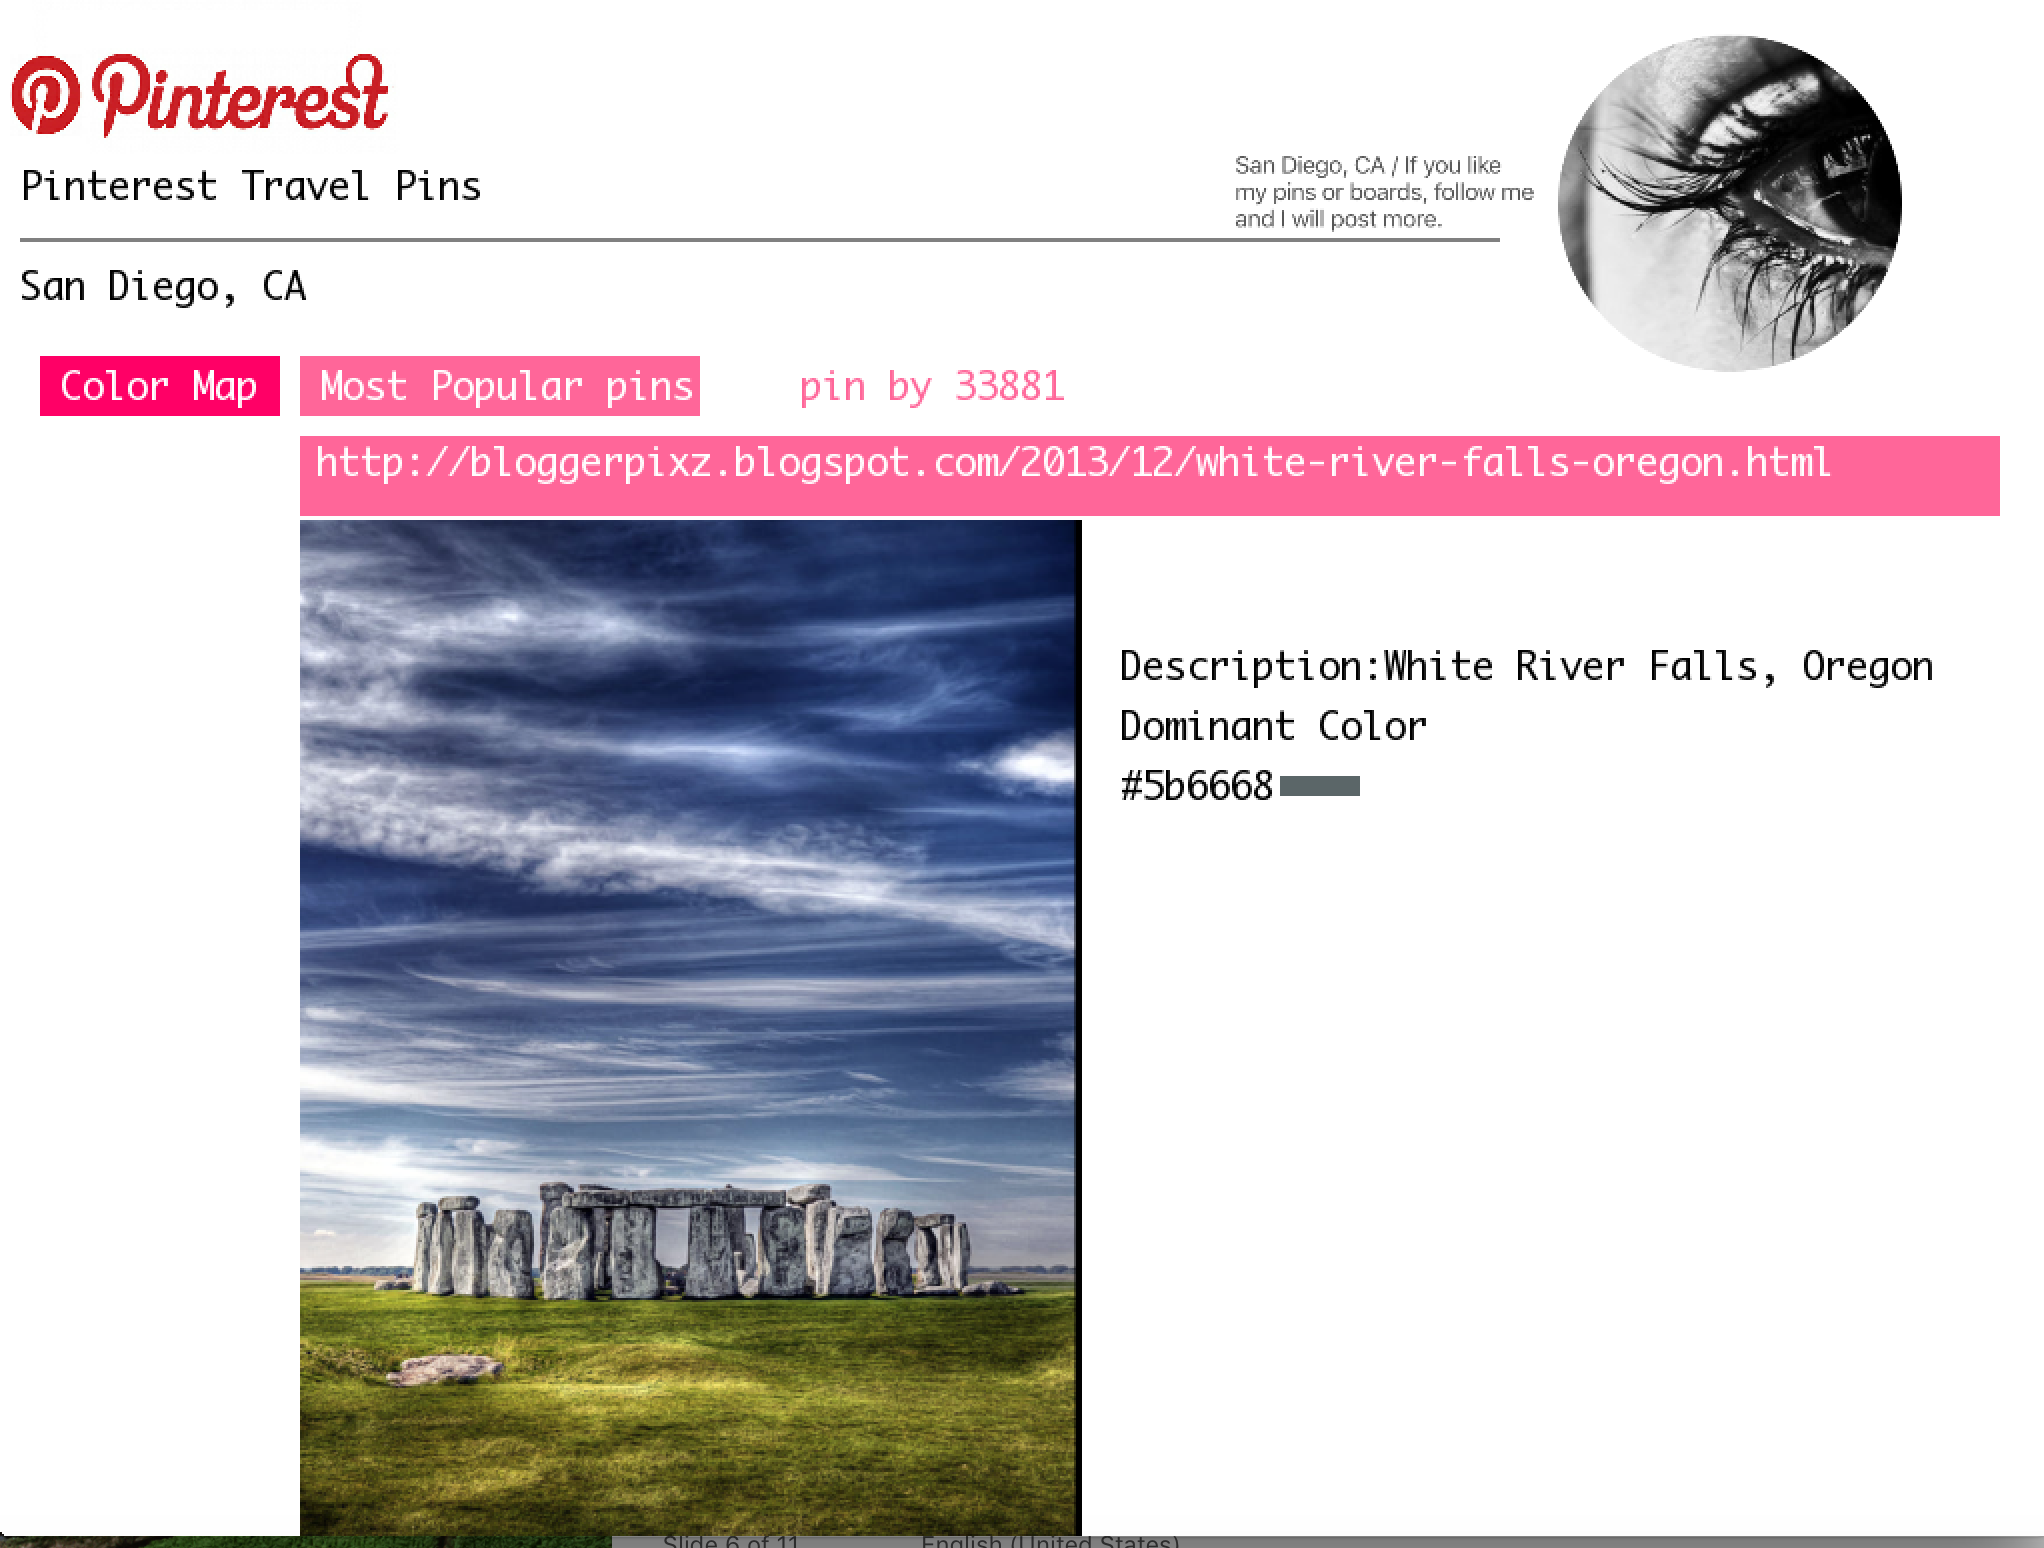 Pinterest
Pinterest Travel Pins
San Diego, CA / If you like
my pins or boards, follow me
and I will post more.
San Diego, CA
Color Map
Most Popular pins
pin by 33881
http://bloggerpixz.blogspot.com/2013/12/white-river-falls-oregon.html
Description:White River Falls, Oregon
Dominant Color
#5b6668
Slide 6 of 11
English (United States)